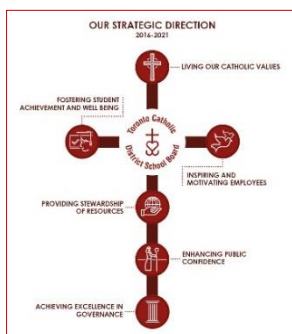 OUR STRATEGIC DIRECTION
2016-2021
LIVING OUR CATHOLIC VALUES
FOSTERING STUDENT
ACHIEVEMENT AND WELL BEING
Toronto Catholic
District School Board
INSPIRING AND
MOTIVATING EMPLOYEES
PROVIDING STEWARDSHIP
OF RESOURCES
ENHANCING PUBLIC
CONFIDENCE
ACHIEVING EXCELLENCE IN
GOVERNANCE